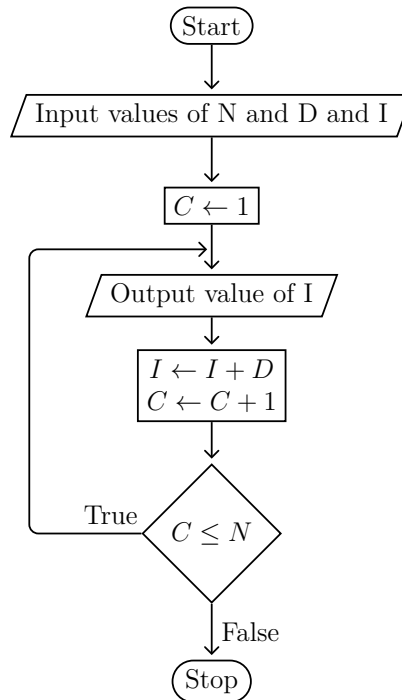 Start
Input values of N and D and I
C ← 1
Output value of I
I ← I + D
C ← C + 1
True
C ≤ N
False
Stop